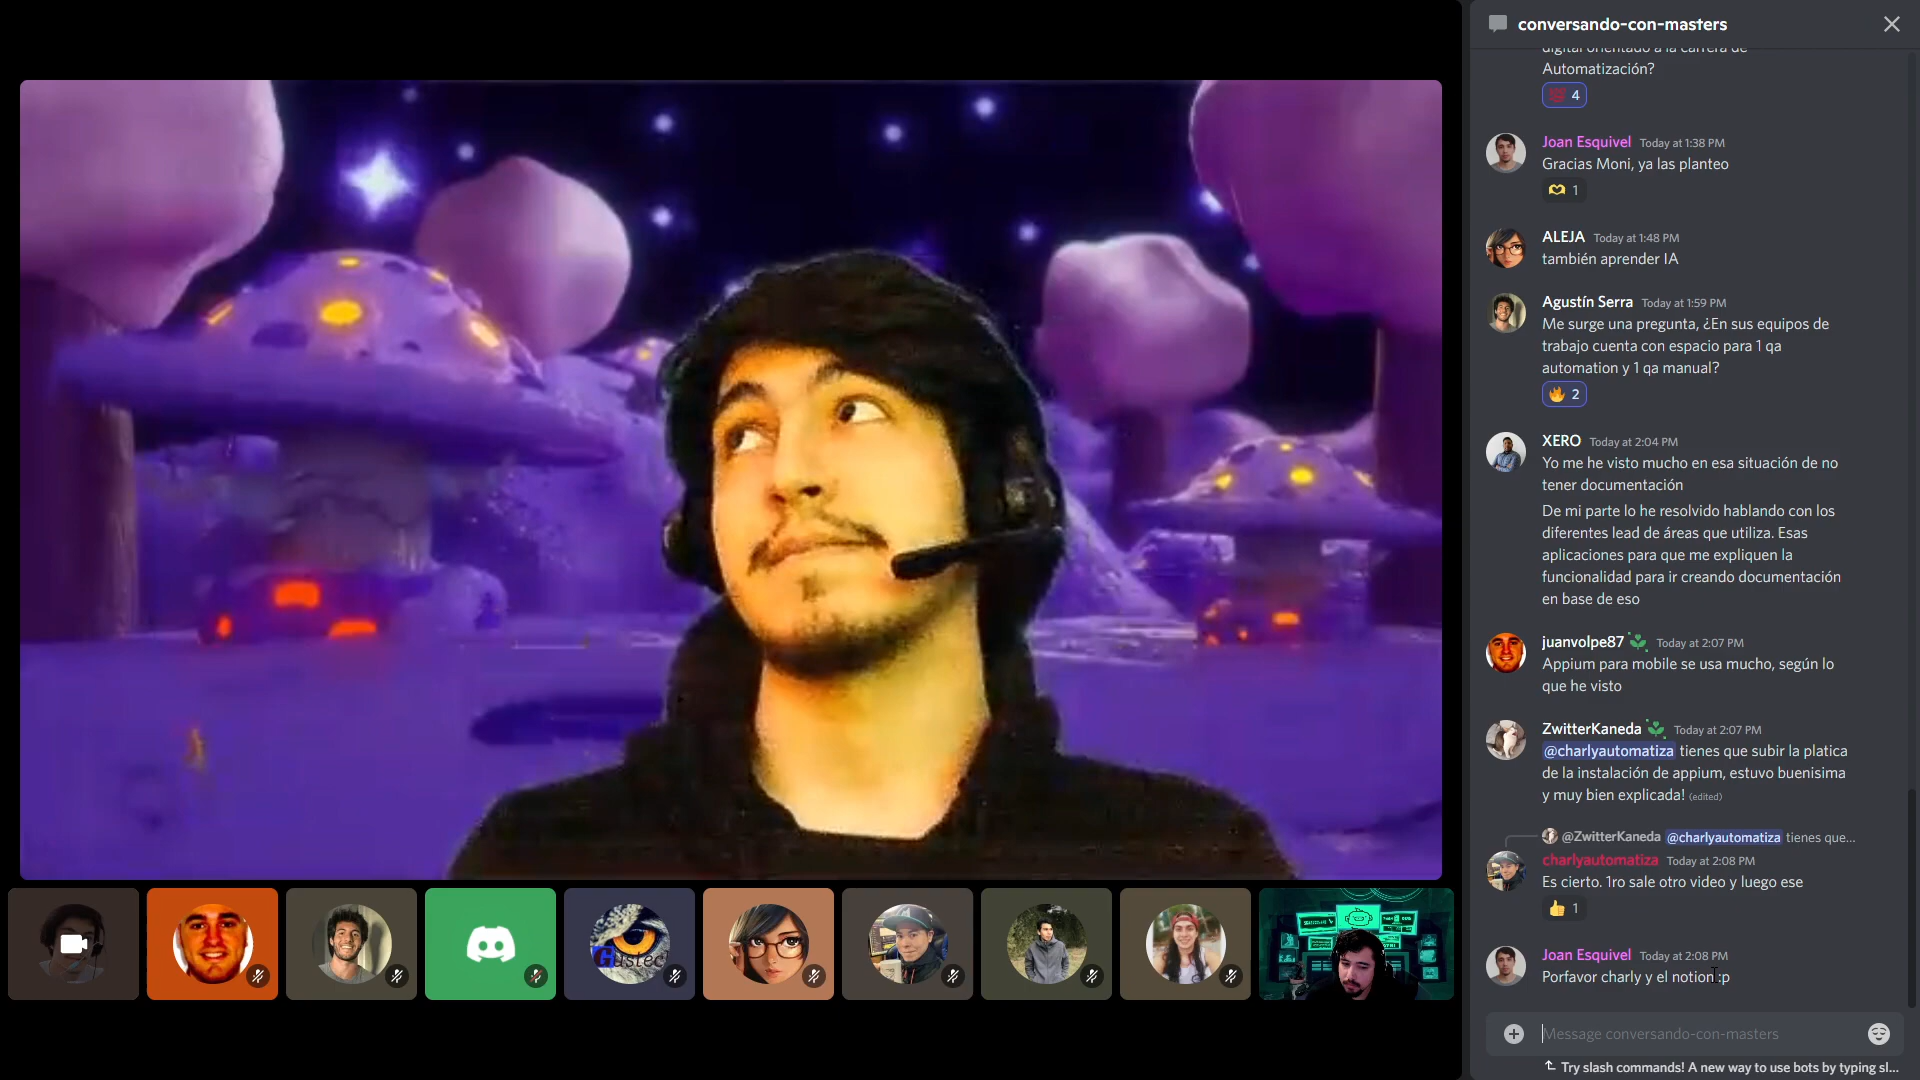 conversando-con-masters
digital orientado a la carrera de
Automatización?
4
Joan Esquivel Today at 1:38 PM
Gracias Moni, ya las planteo
1
ALEJA Today at 1:48 PM
también aprender IA
Agustín Serra Today at 1:59 PM
Me surge una pregunta, ¿En sus equipos de
trabajo cuenta con espacio para 1 qa
automation y 1 qa manual?
2
XERO Today at 2:04 PM
Yo me he visto mucho en esa situación de no
tener documentación
De mi parte lo he resolvido hablando con los
diferentes lead de áreas que utiliza. Esas
aplicaciones para que me expliquen la
funcionalidad para ir creando documentación
en base de eso
juanvolpe87 Today at 2:07 PM
Appium para mobile se usa mucho, según lo
que he visto
ZwitterKaneda Today at 2:07 PM
@charlyautomatiza tienes que subir la platica
de la instalación de appium, estuvo buenisima
y muy bien explicada! (edited)
@ZwitterKaneda @charlyautomatiza tienes que...
charlyautomatiza Today at 2:08 PM
Es cierto. 1ro sale otro video y luego ese
1
Joan Esquivel Today at 2:08 PM
Porfavor charly y el notion :p
Message conversando-con-masters
Try slash commands! A new way to use bots by typing sl...